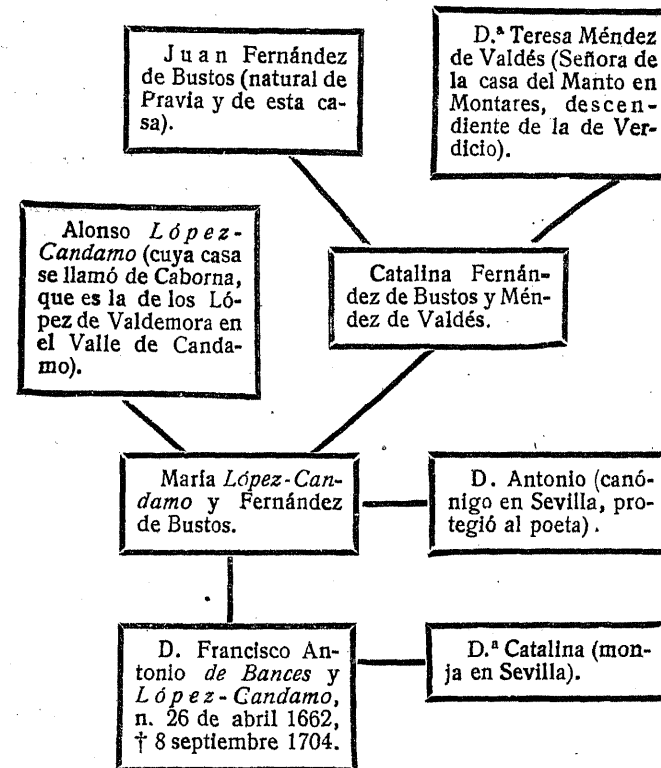 Juan Fernández
de Bustos (natural de
Pravia y de esta ca-
sa).
D.ª Teresa Méndez
de Valdés (Señora de
la casa del Manto en
Montares, descen-
diente de la de Ver-
dicio).
Alonso López-
Candamo (cuya casa
se llamó de Caborna,
que es la de los Ló-
pez de Valdemora en
el Valle de Canda-
mo).
Catalina Fernán-
dez de Bustos y Mén-
dez de Valdés.
María López-Can-
damo y Fernández
de Bustos.
D. Antonio (canó-
nigo en Sevilla, pro-
tegió al poeta).
D. Francisco An-
tonio de Bances y
López-Candamo,
n. 26 de abril 1662,
† 8 septiembre 1704.
D.ª Catalina (mon-
ja en Sevilla).